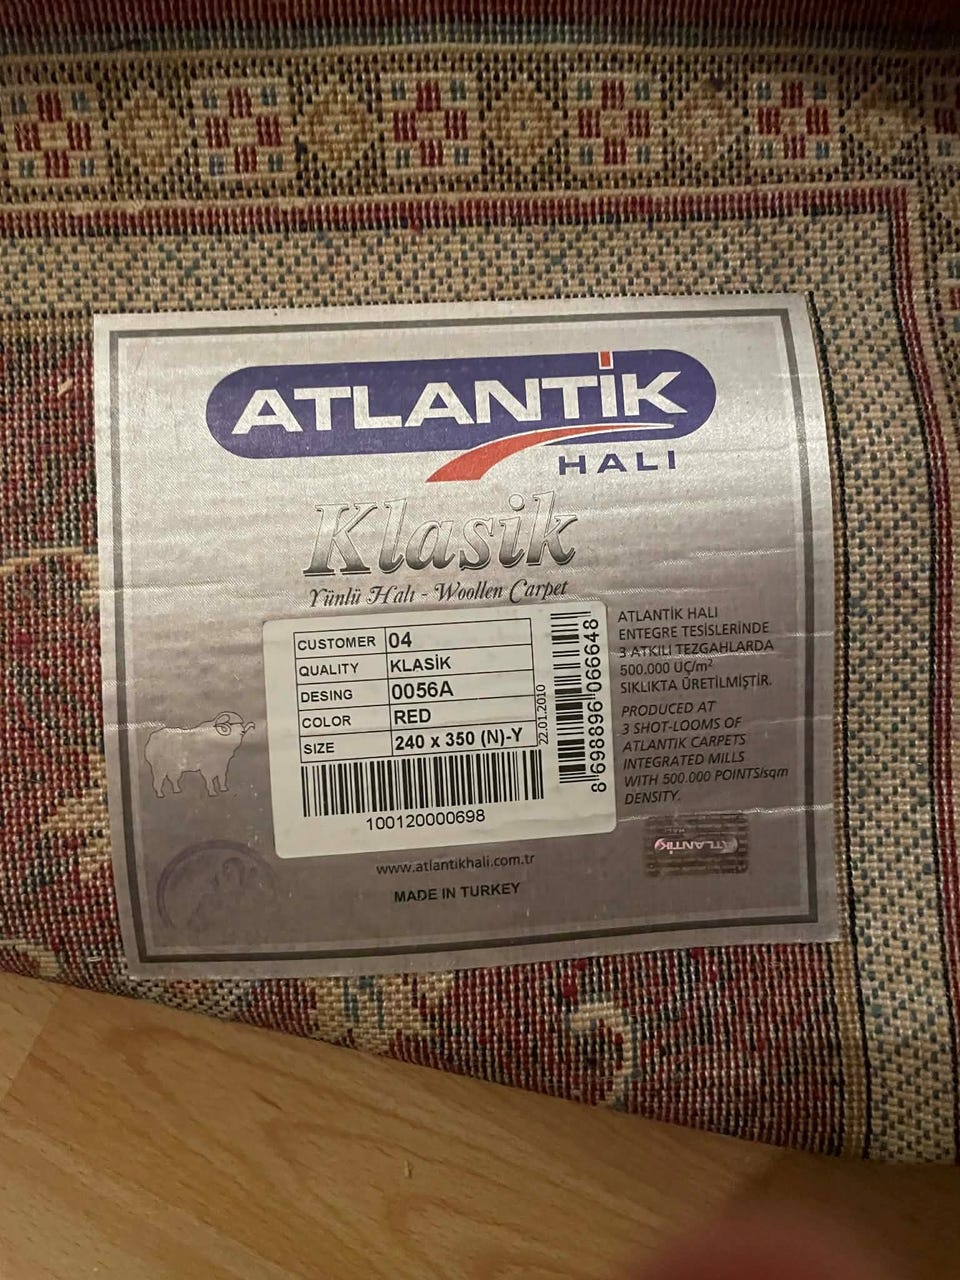 ATLANTİK
HALI
Klasik
Yünlü Halı - Woollen Carpet
CUSTOMER 04
QUALITY KLASİK
DESING 0056A
COLOR RED
SIZE 240 x 350 (N)-Y
100120000698
22.01.2010
8698896066648
ATLANTİK HALI
ENTEGRE TESİSLERİNDE
3 ATKILI TEZGAHLARDA
500.000 UÇ/m²
SIKLIKTA ÜRETİLMİŞTİR.
PRODUCED AT
3 SHOT-LOOMS OF
ATLANTIK CARPETS
INTEGRATED MILLS
WITH 500.000 POINTS/sqm
DENSITY.
ATLANTİK
HALI
www.atlantikhali.com.tr
MADE IN TURKEY